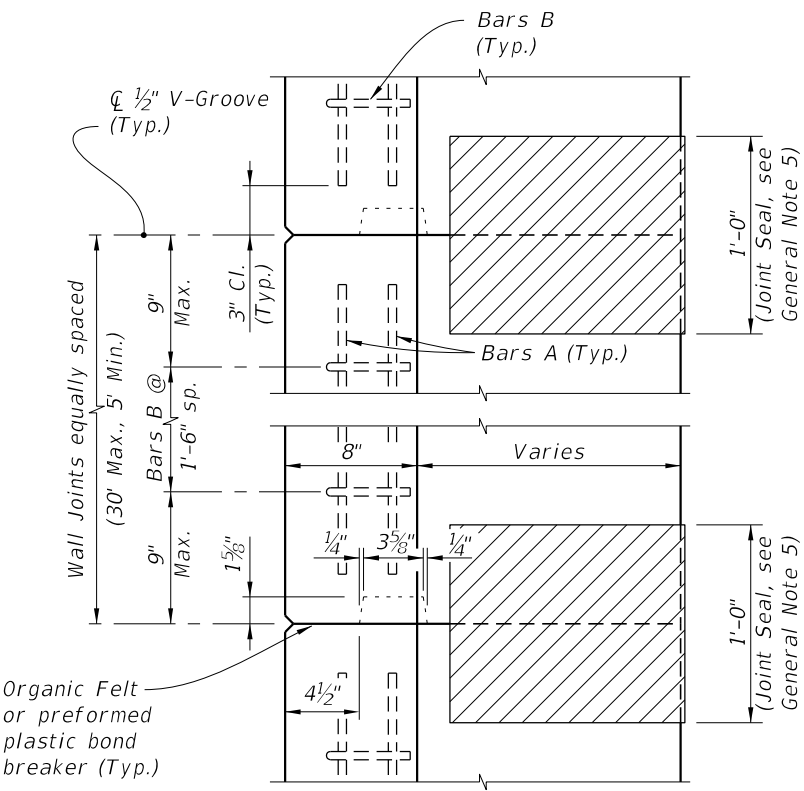 Bars B
(Typ.)
℄ ½" V-Groove
(Typ.)
3" Cl.
(Typ.)
1'-0"
(Joint Seal, see
General Note 5)
Wall Joints equally spaced
(30' Max., 5' Min.)
9"
Max.
Bars B @
1'-6" sp.
9"
Max.
Bars A (Typ.)
8"
Varies
1⅝"
¼"
3⅝"
¼"
1'-0"
(Joint Seal, see
General Note 5)
4½"
Organic Felt
or preformed
plastic bond
breaker (Typ.)